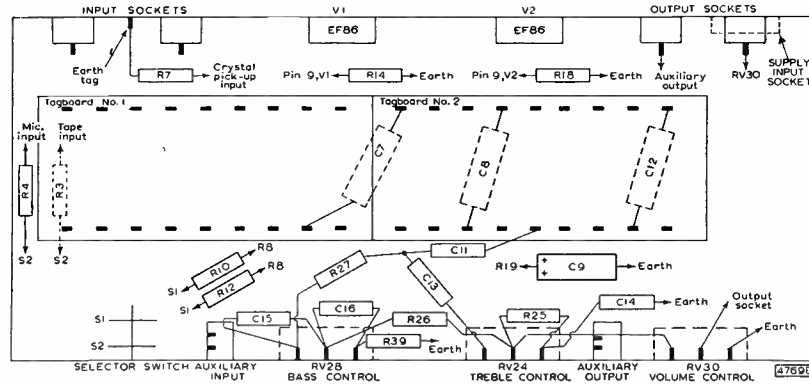 INPUT SOCKETS
V1
V2
OUTPUT SOCKETS
EF86
EF86
SUPPLY INPUT SOCKET
Earth tag
R7
Crystal pick-up input
Pin 9,V1
R14
Earth
Pin 9,V2
R18
Earth
Auxiliary output
RV30
Tagboard No. 1
Tagboard No. 2
Mic. input
Tape input
R4
R3
C7
C8
C12
S2
S2
R8
R10
S1
R8
R12
S1
R27
C11
C13
R19
+
+
C9
Earth
S1
S2
C15
C16
R26
R39
Earth
R25
C14
Earth
Output socket
Earth
SELECTOR SWITCH
AUXILIARY INPUT
RV28
BASS CONTROL
RV24
TREBLE CONTROL
AUXILIARY OUTPUT
RV30
VOLUME CONTROL